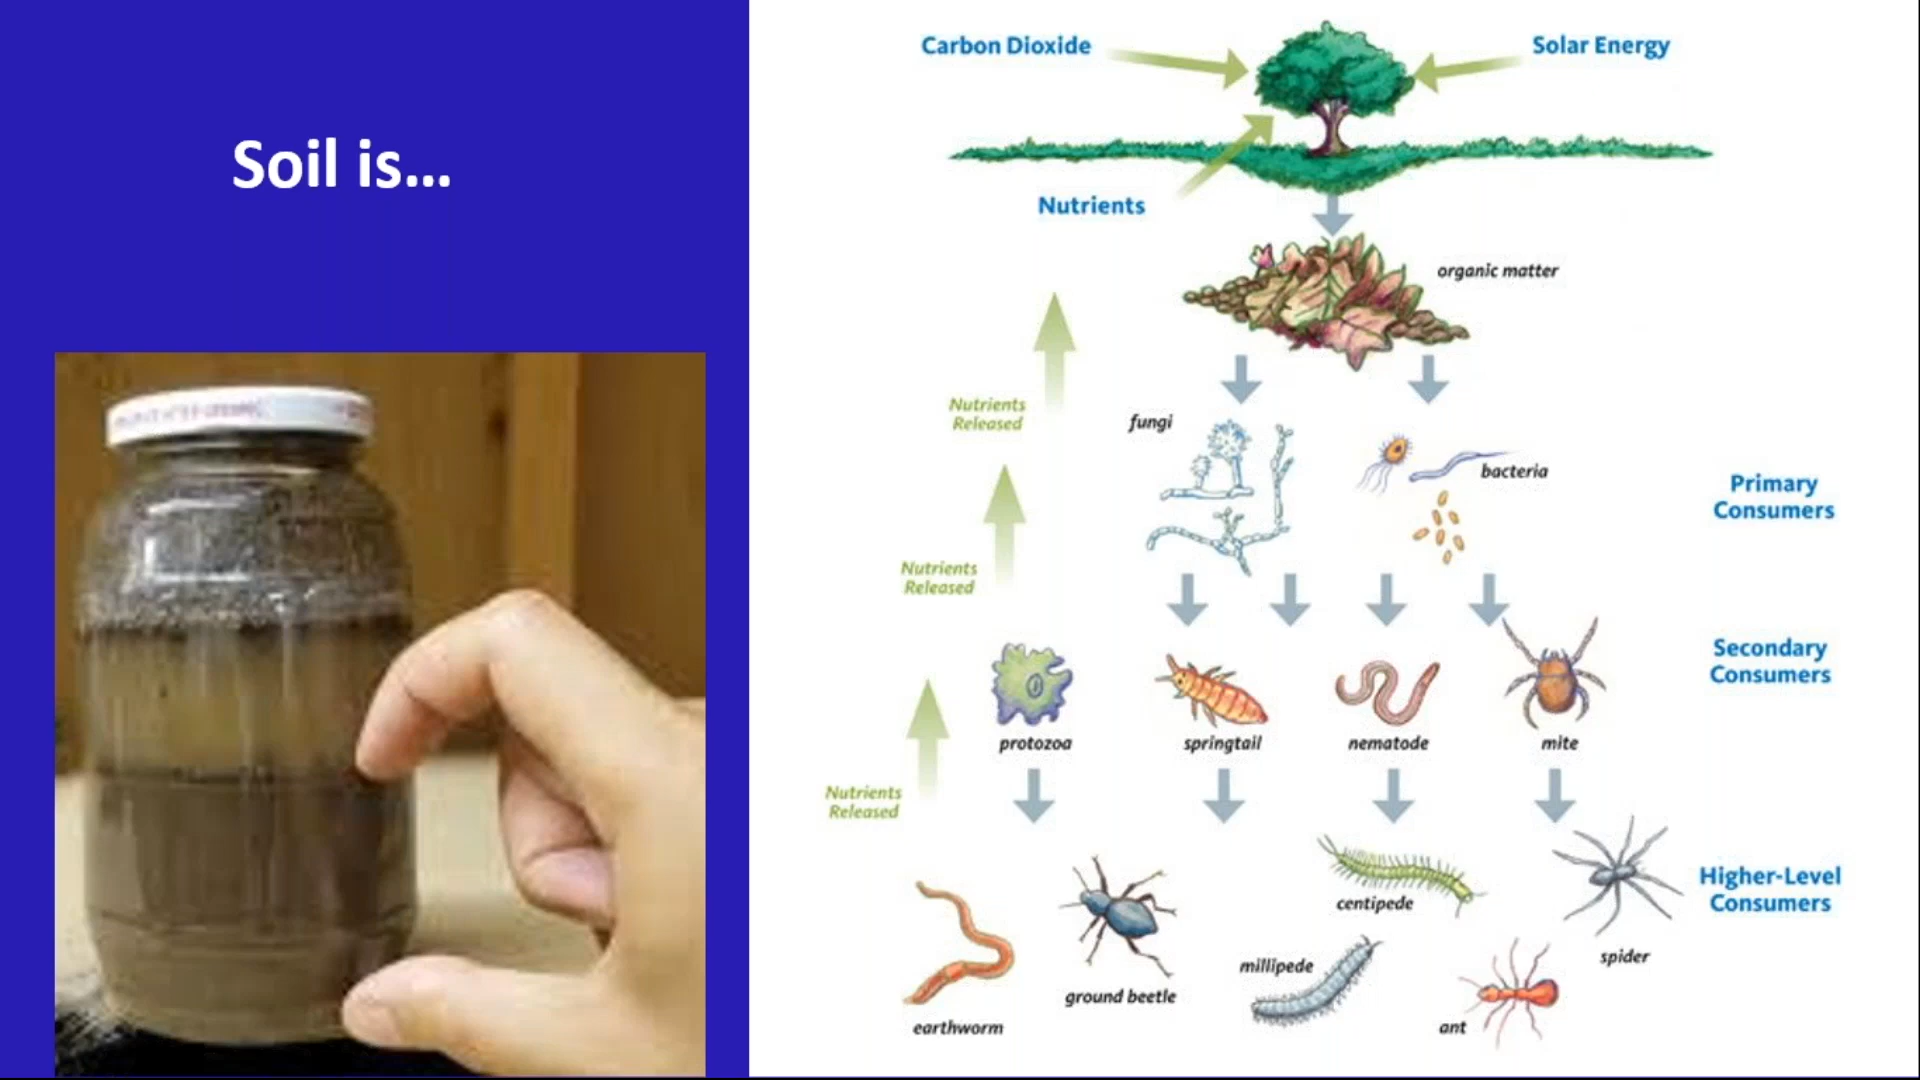 Soil is...
Carbon Dioxide
Solar Energy
Nutrients
organic matter
Nutrients
Released
fungi
bacteria
Primary
Consumers
Nutrients
Released
Secondary
Consumers
protozoa
springtail
nematode
mite
Nutrients
Released
Higher-Level
Consumers
centipede
spider
millipede
ground beetle
earthworm
ant